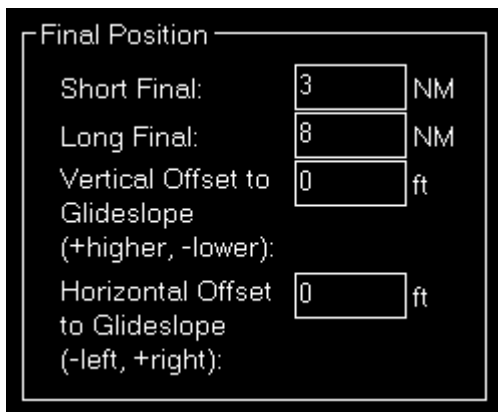 Final Position
Short Final: 3 NM
Long Final: 8 NM
Vertical Offset to 0 ft
Glideslope
(+higher, -lower):
Horizontal Offset 0 ft
to Glideslope
(-left, +right):